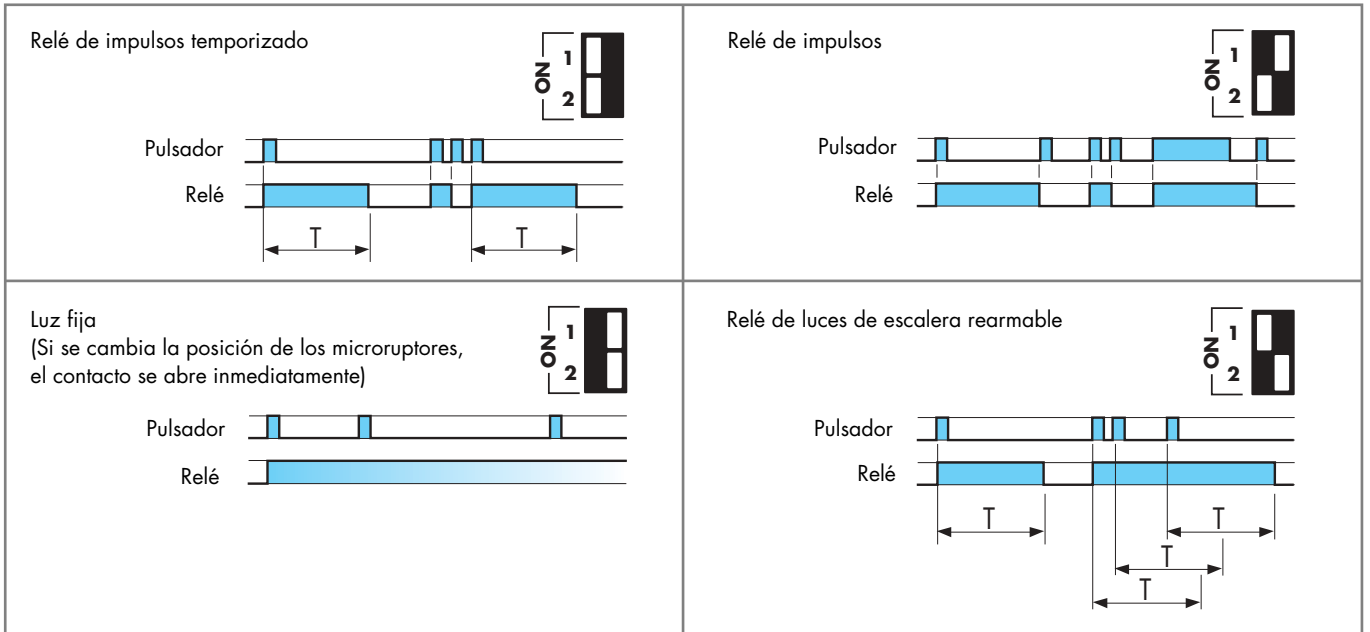 Relé de impulsos temporizado
ON
1
2
Pulsador
Relé
T
T
Relé de impulsos
ON
1
2
Pulsador
Relé
Luz fija
(Si se cambia la posición de los microruptores,
el contacto se abre inmediatamente)
ON
1
2
Pulsador
Relé
Relé de luces de escalera rearmable
ON
1
2
Pulsador
Relé
T
T
T
T